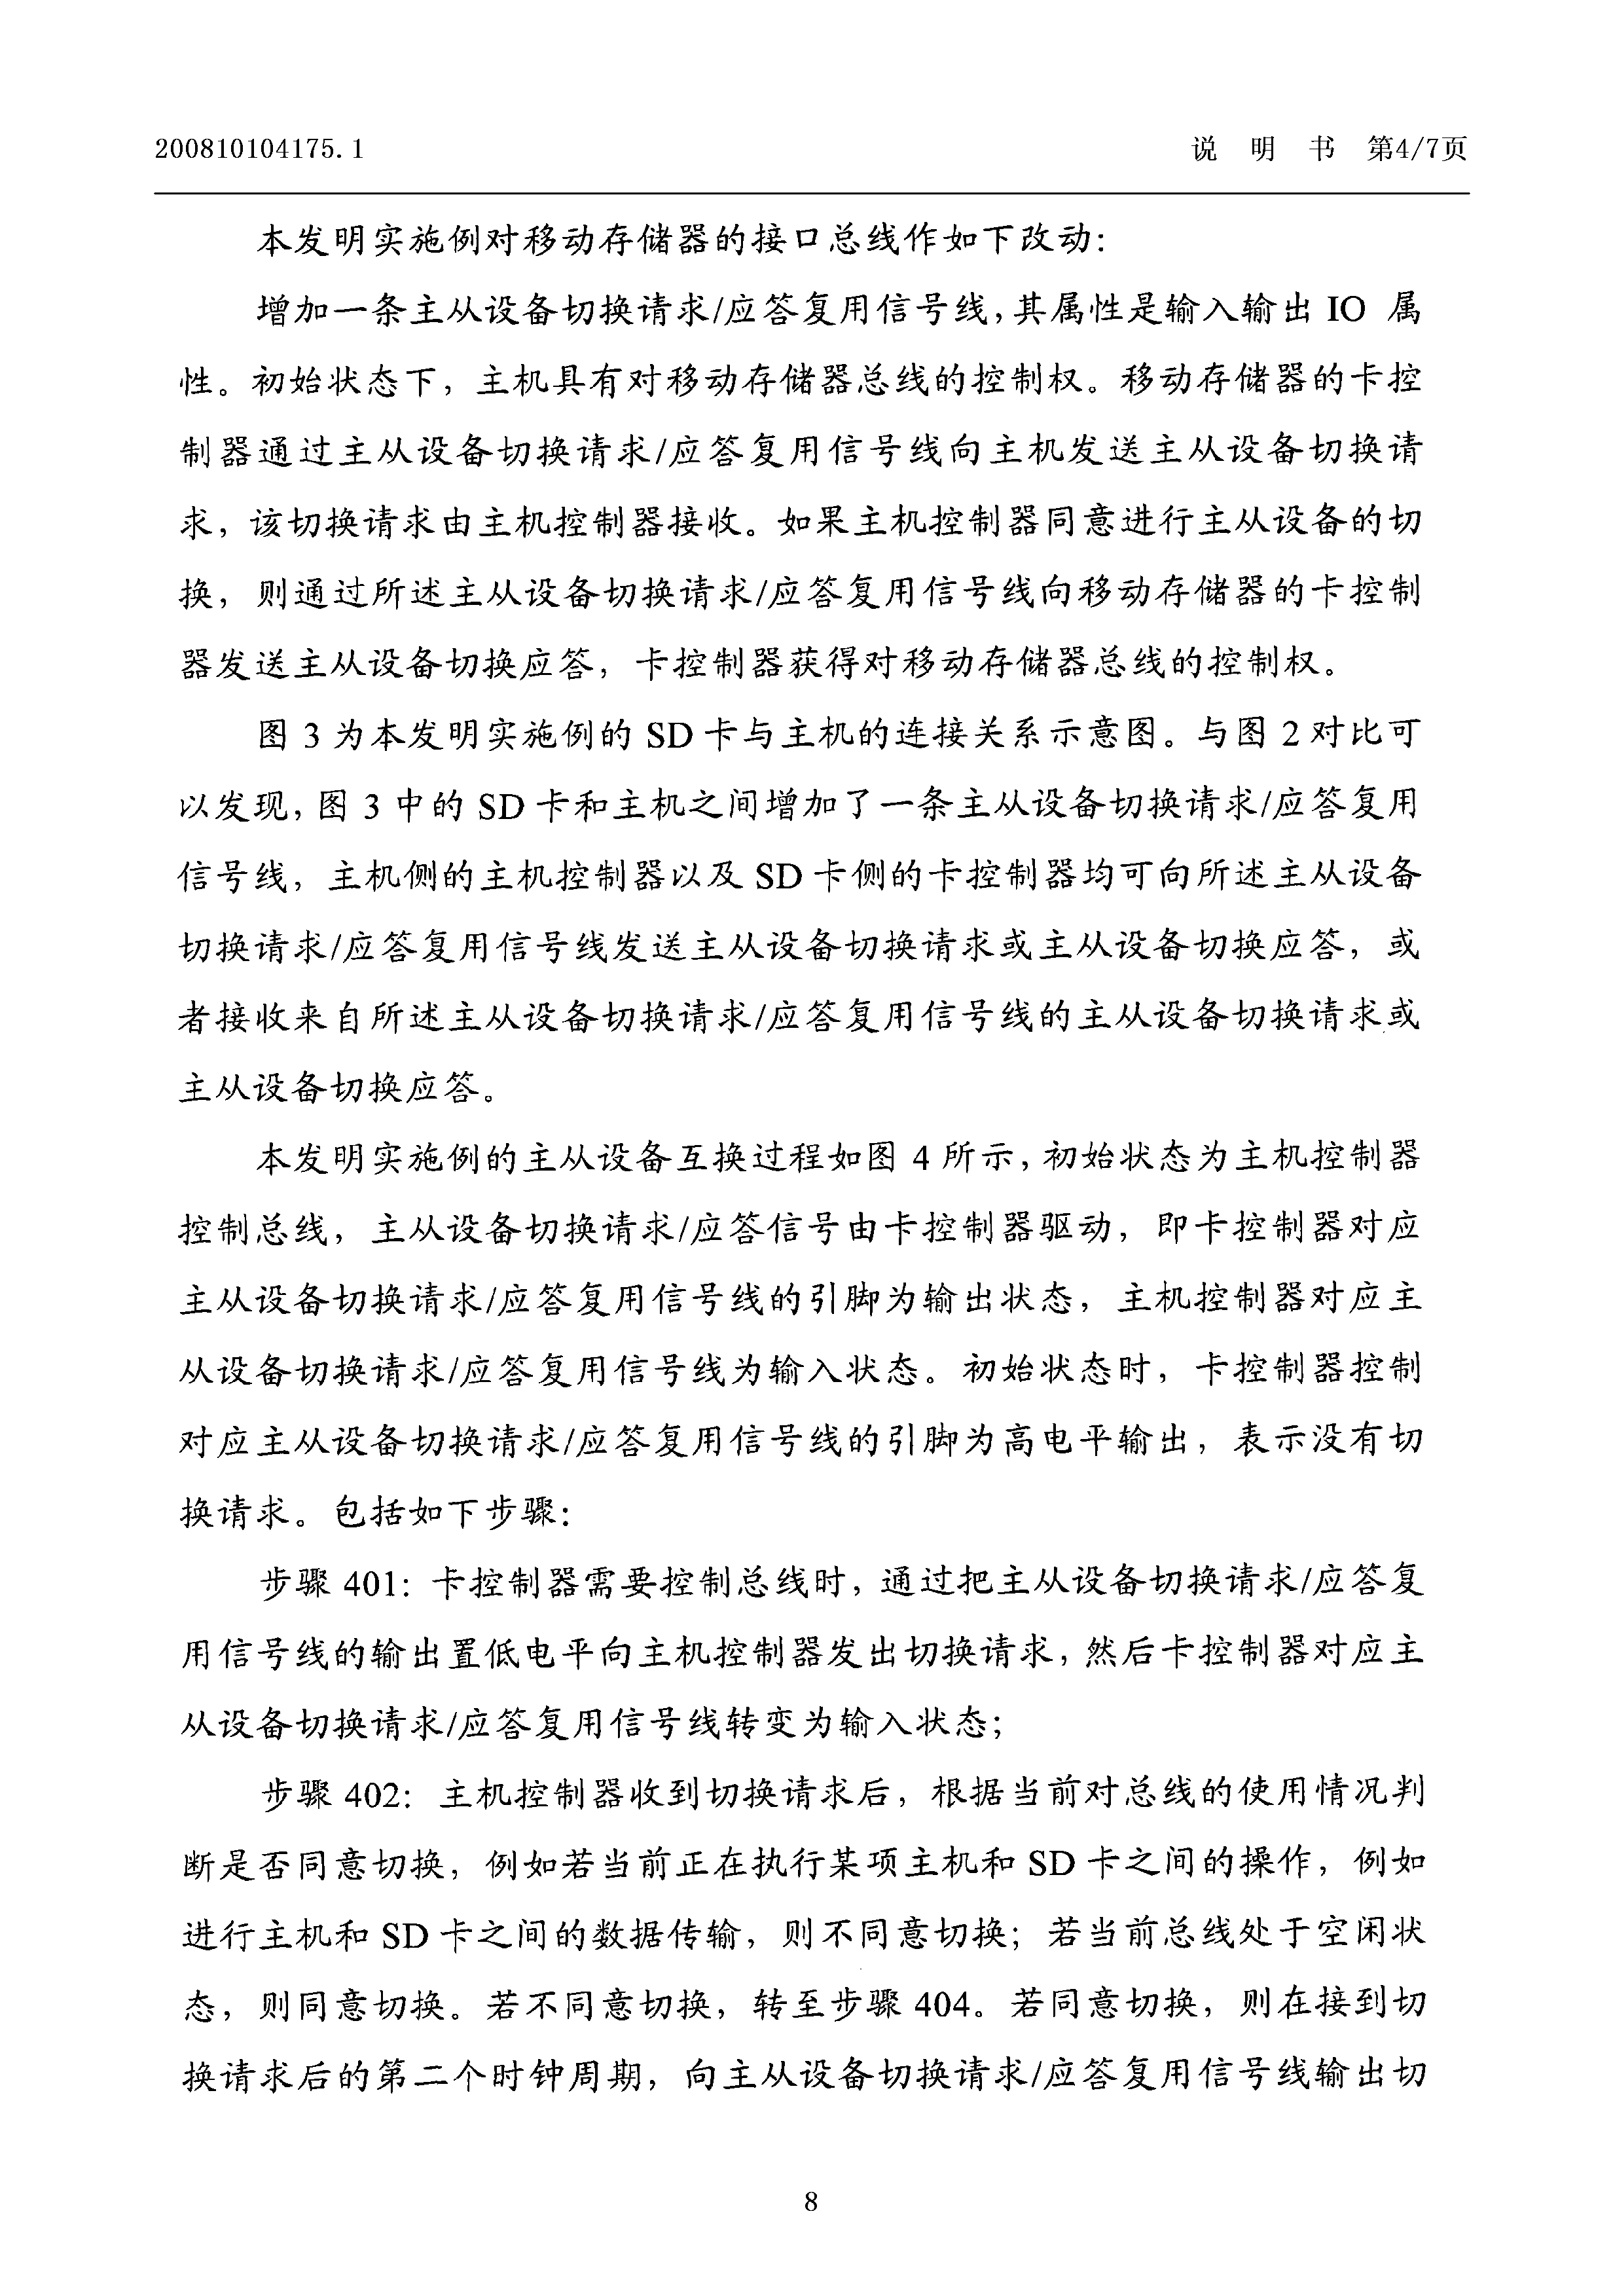 200810104175.1
说 明 书 第4/7页
本发明实施例对移动存储器的接口总线作如下改动：
增加一条主从设备切换请求/应答复用信号线，其属性是输入输出 IO 属
性。初始状态下，主机具有对移动存储器总线的控制权。移动存储器的卡控
制器通过主从设备切换请求/应答复用信号线向主机发送主从设备切换请
求，该切换请求由主机控制器接收。如果主机控制器同意进行主从设备的切
换，则通过所述主从设备切换请求/应答复用信号线向移动存储器的卡控制
器发送主从设备切换应答，卡控制器获得对移动存储器总线的控制权。
图 3 为本发明实施例的 SD 卡与主机的连接关系示意图。与图 2 对比可
以发现，图 3 中的 SD 卡和主机之间增加了一条主从设备切换请求/应答复用
信号线，主机侧的主机控制器以及 SD 卡侧的卡控制器均可向所述主从设备
切换请求/应答复用信号线发送主从设备切换请求或主从设备切换应答，或
者接收来自所述主从设备切换请求/应答复用信号线的主从设备切换请求或
主从设备切换应答。
本发明实施例的主从设备互换过程如图 4 所示，初始状态为主机控制器
控制总线，主从设备切换请求/应答信号由卡控制器驱动，即卡控制器对应
主从设备切换请求/应答复用信号线的引脚为输出状态，主机控制器对应主
从设备切换请求/应答复用信号线为输入状态。初始状态时，卡控制器控制
对应主从设备切换请求/应答复用信号线的引脚为高电平输出，表示没有切
换请求。包括如下步骤：
步骤 401：卡控制器需要控制总线时，通过把主从设备切换请求/应答复
用信号线的输出置低电平向主机控制器发出切换请求，然后卡控制器对应主
从设备切换请求/应答复用信号线转变为输入状态；
步骤 402：主机控制器收到切换请求后，根据当前对总线的使用情况判
断是否同意切换，例如若当前正在执行某项主机和 SD 卡之间的操作，例如
进行主机和 SD 卡之间的数据传输，则不同意切换；若当前总线处于空闲状
态，则同意切换。若不同意切换，转至步骤 404。若同意切换，则在接到切
换请求后的第二个时钟周期，向主从设备切换请求/应答复用信号线输出切
8